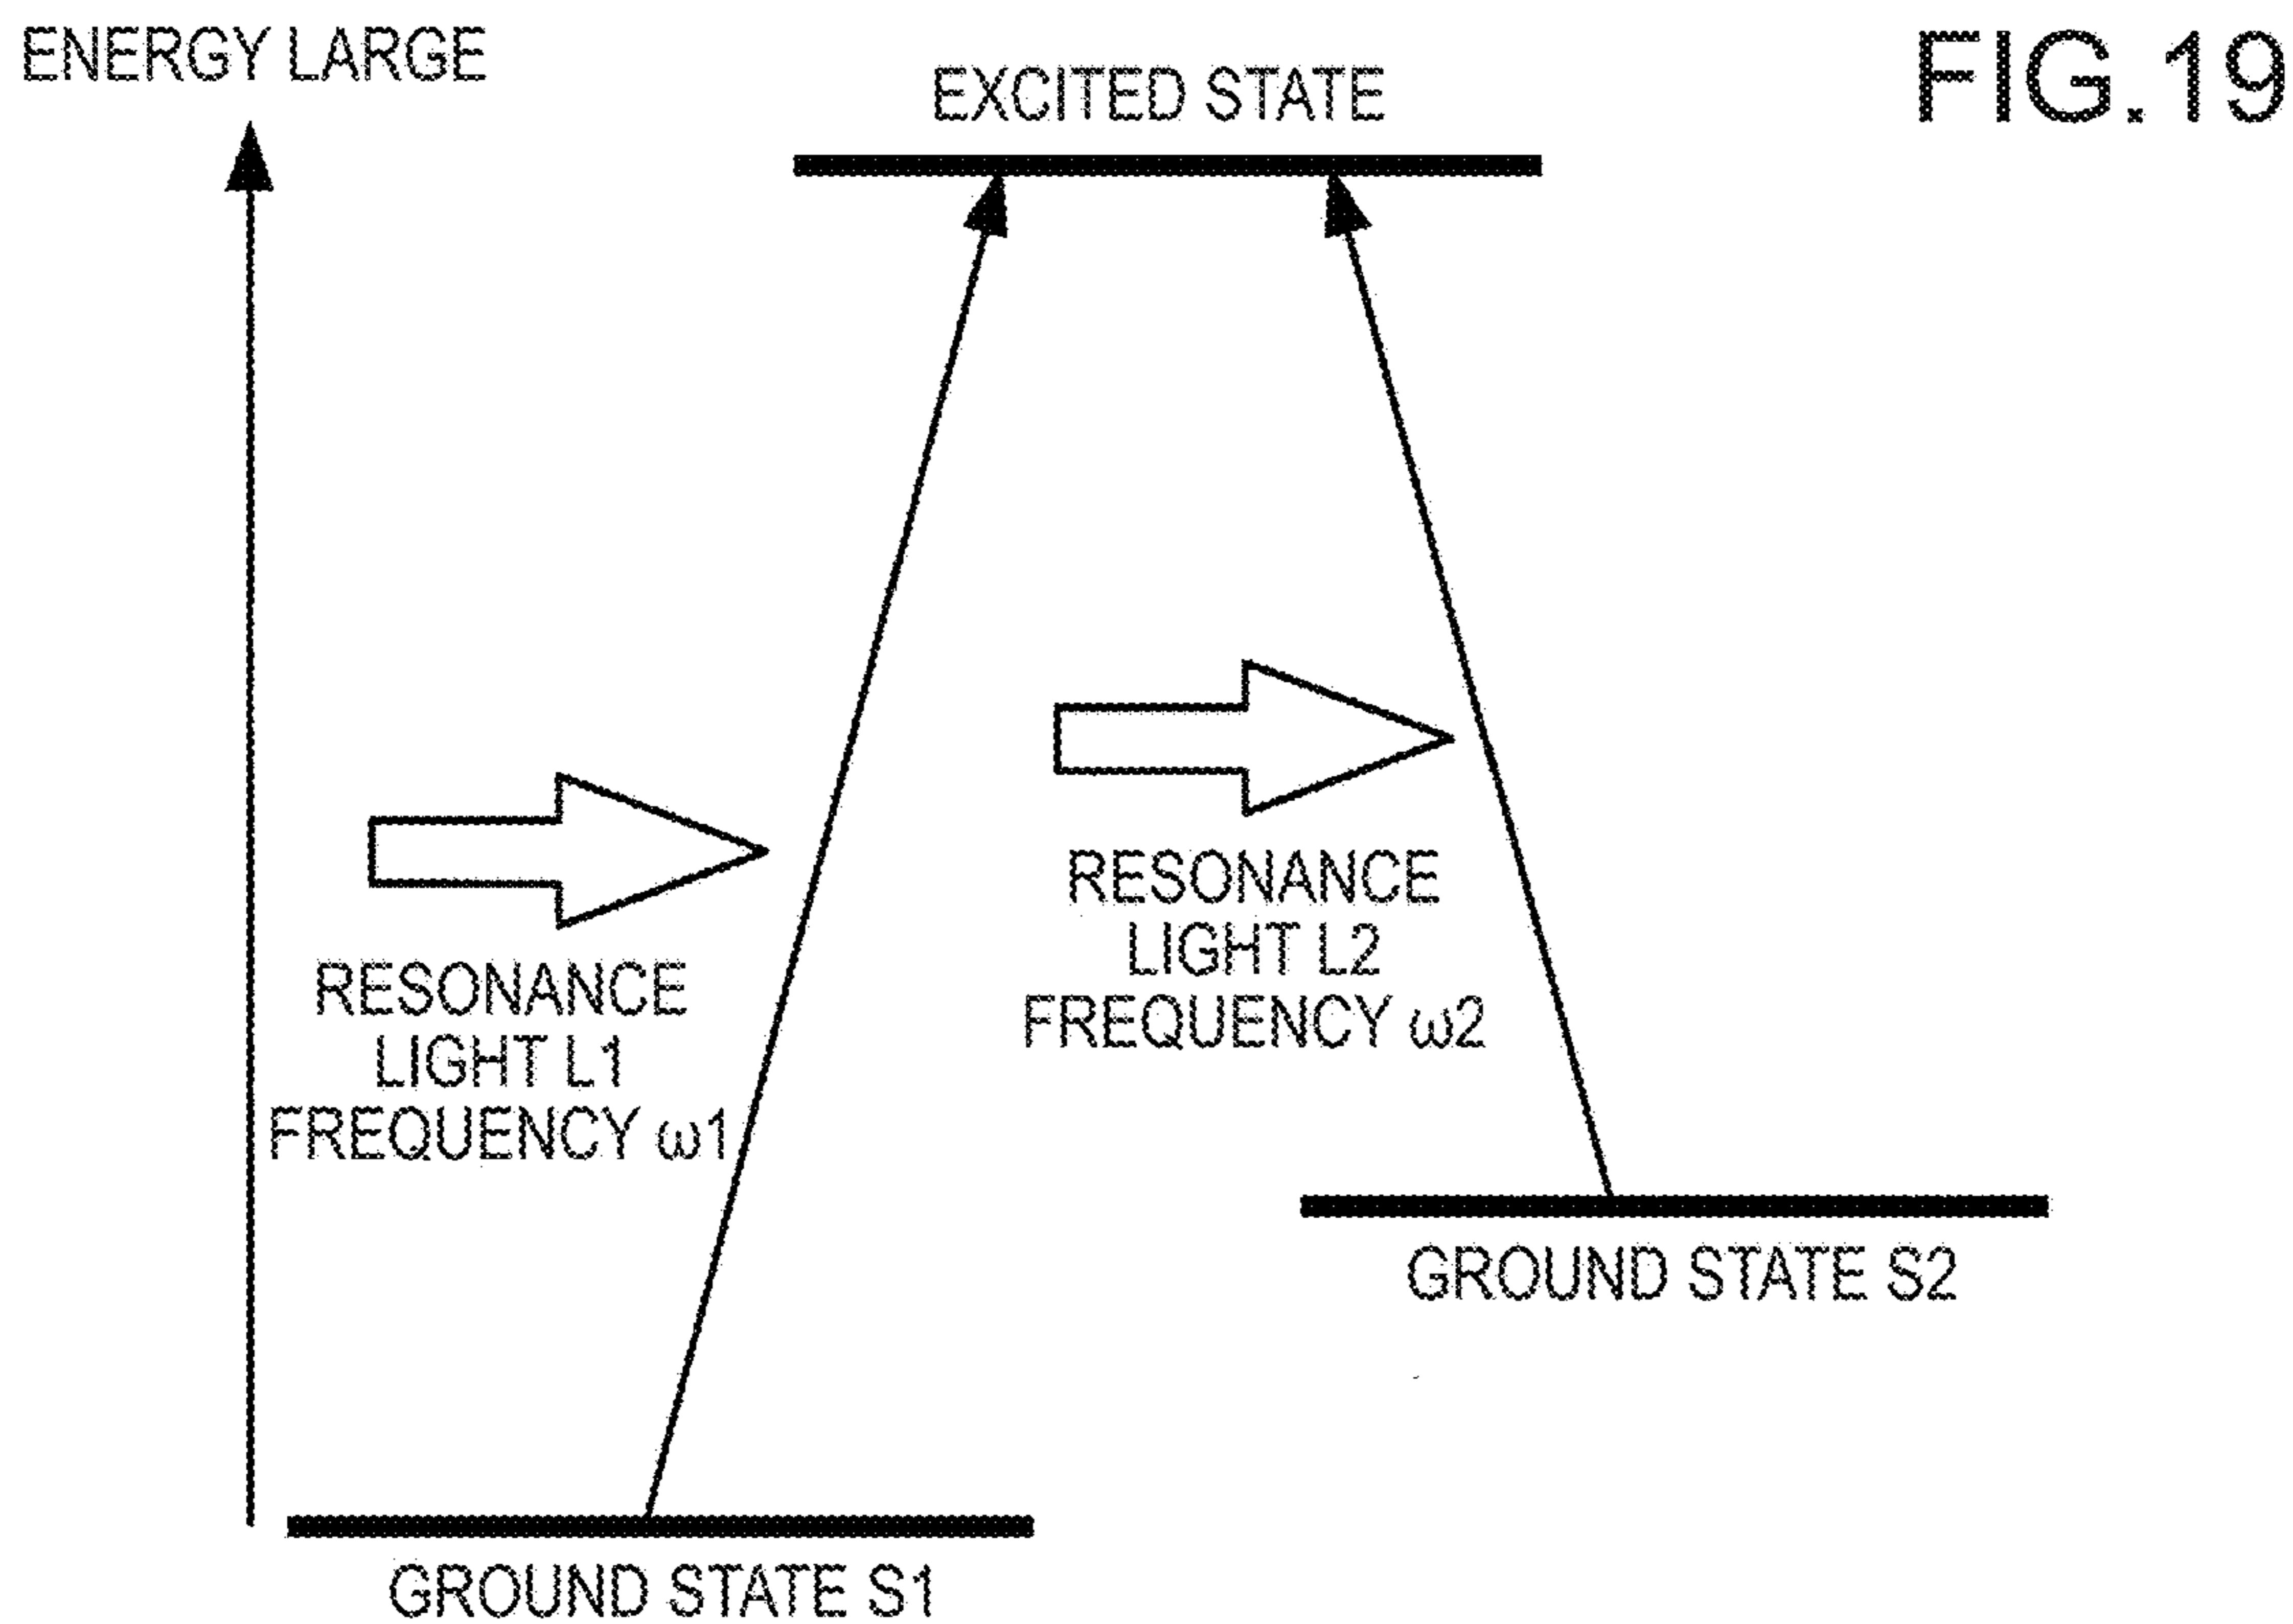 ENERGY LARGE
FIG.19
EXCITED STATE
RESONANCE
LIGHT L1
FREQUENCY ω1
RESONANCE
LIGHT L2
FREQUENCY ω2
GROUND STATE S2
GROUND STATE S1